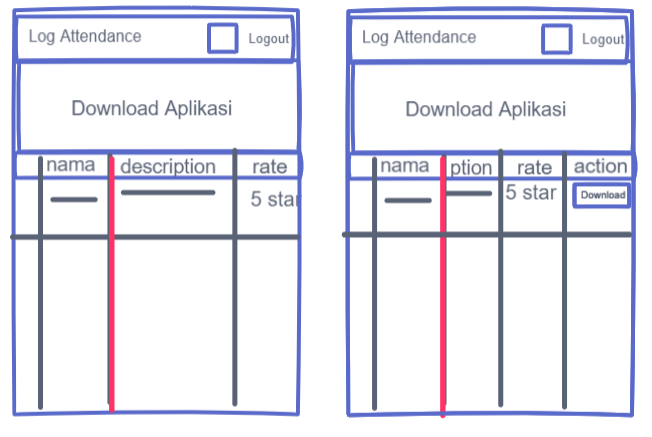 Log Attendance Logout
Download Aplikasi
nama description rate
5 star
Log Attendance Logout
Download Aplikasi
nama ption rate action
5 star Download